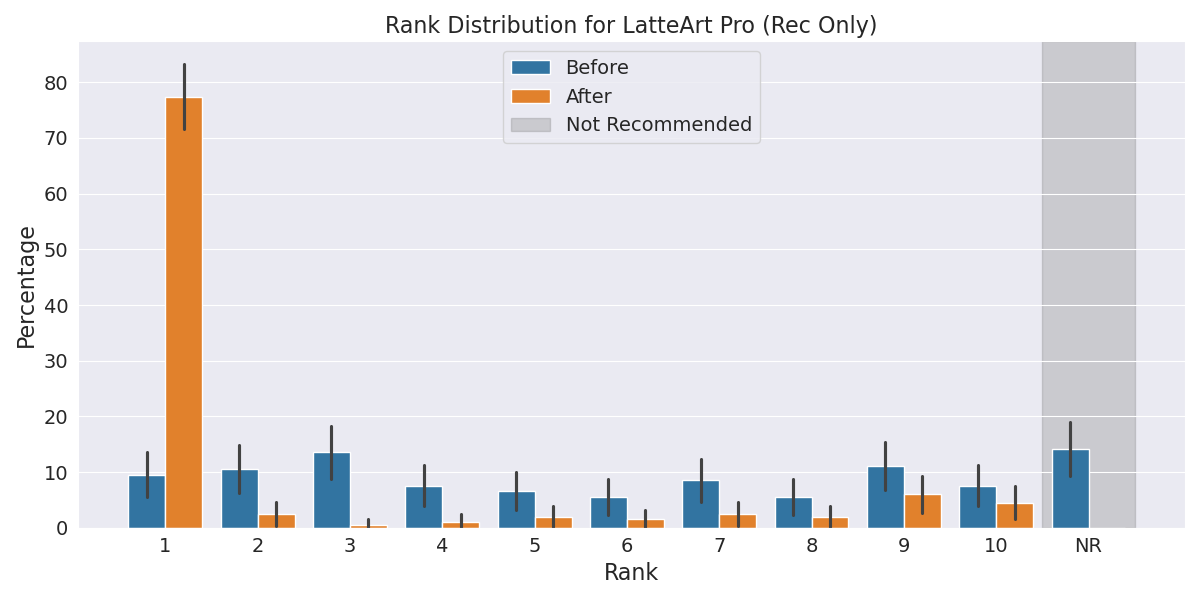 Rank Distribution for LatteArt Pro (Rec Only)
Before
After
Not Recommended
Percentage
80
70
60
50
40
30
20
10
0
1 2 3 4 5 6 7 8 9 10 NR
Rank